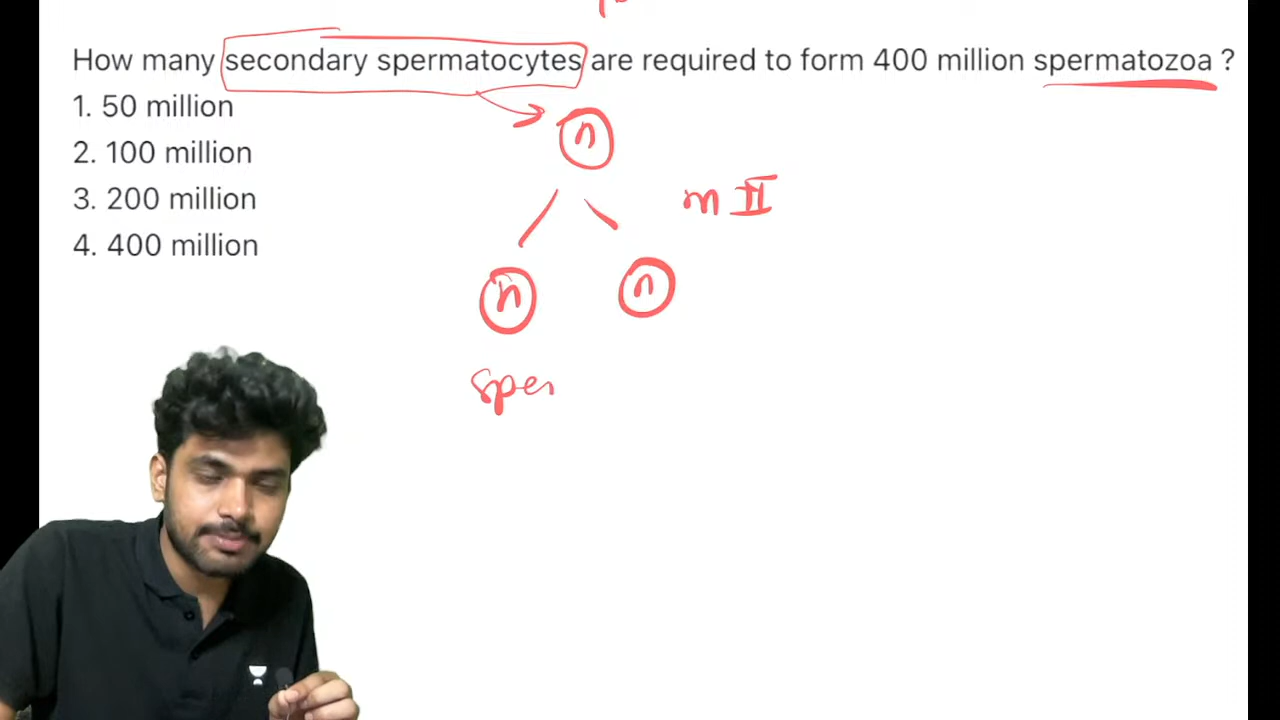 How many secondary spermatocytes are required to form 400 million spermatozoa ?
1. 50 million
2. 100 million
3. 200 million
4. 400 million
n
m II
n n
sper